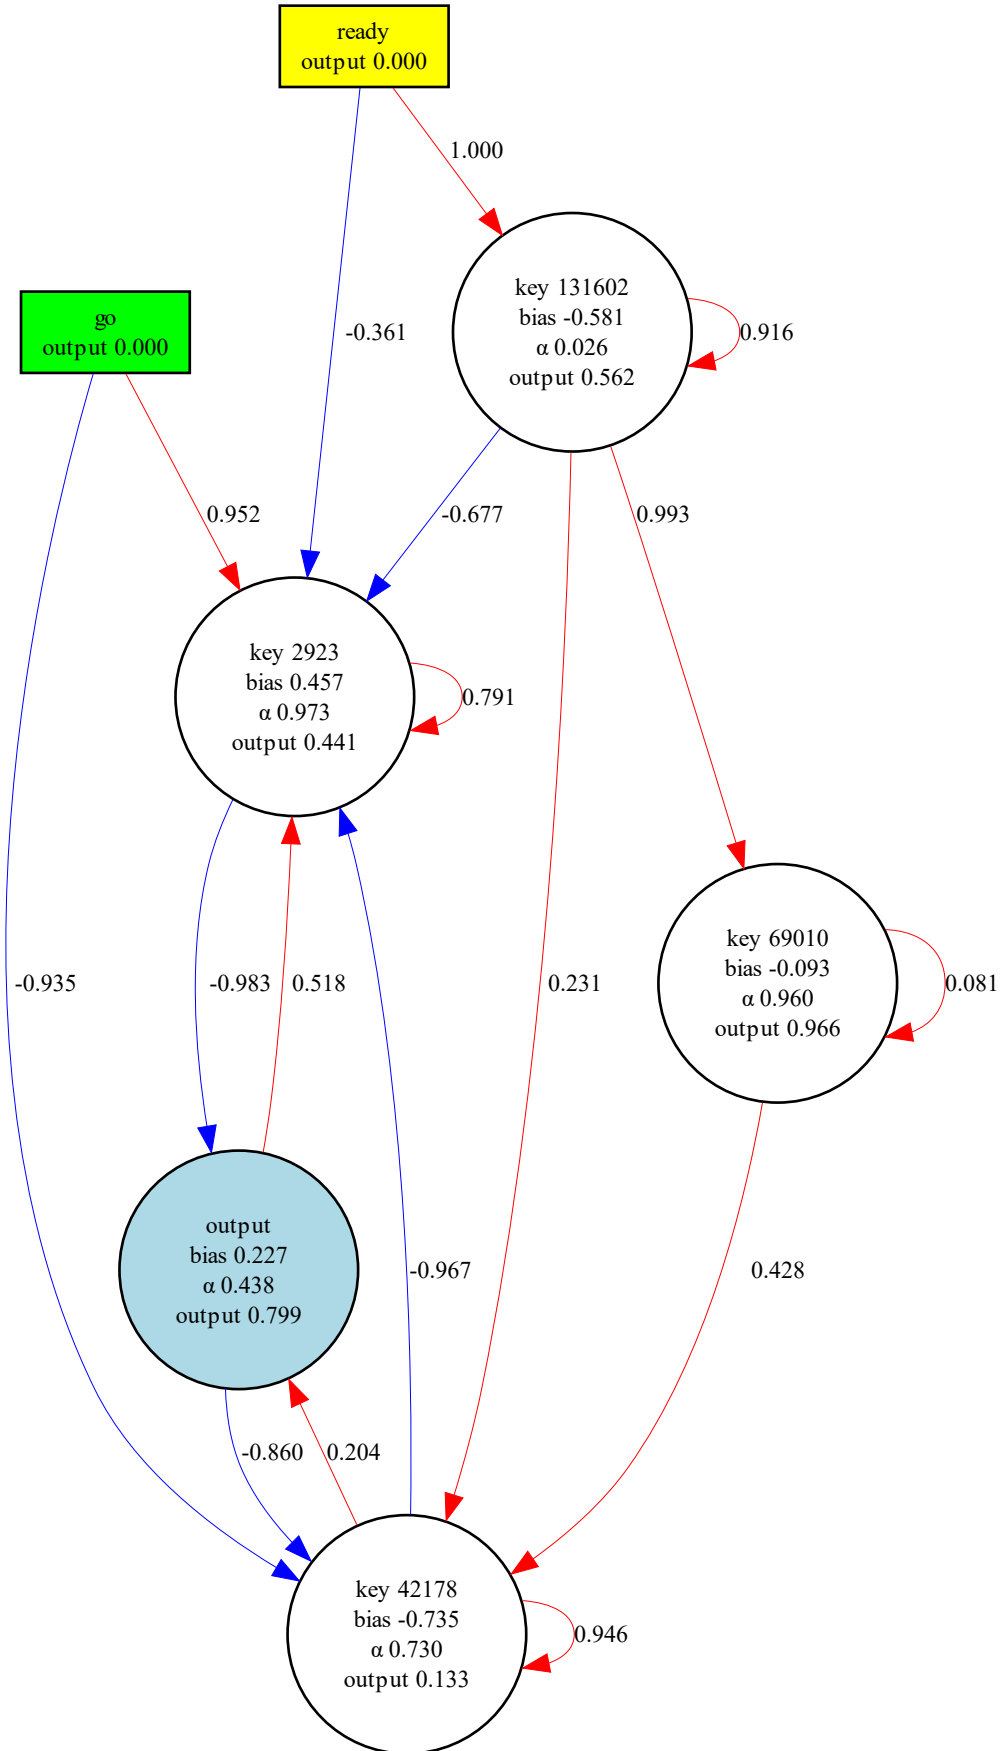 ready
output 0.000
1.000
key 131602
bias -0.581
α 0.026
output 0.562
0.916
go
output 0.000
-0.361
0.952
-0.677
0.993
key 2923
bias 0.457
α 0.973
output 0.441
0.791
key 69010
bias -0.093
α 0.960
output 0.966
0.081
-0.935
-0.983
0.518
0.231
output
bias 0.227
α 0.438
output 0.799
-0.967
0.428
-0.860
0.204
key 42178
bias -0.735
α 0.730
output 0.133
0.946